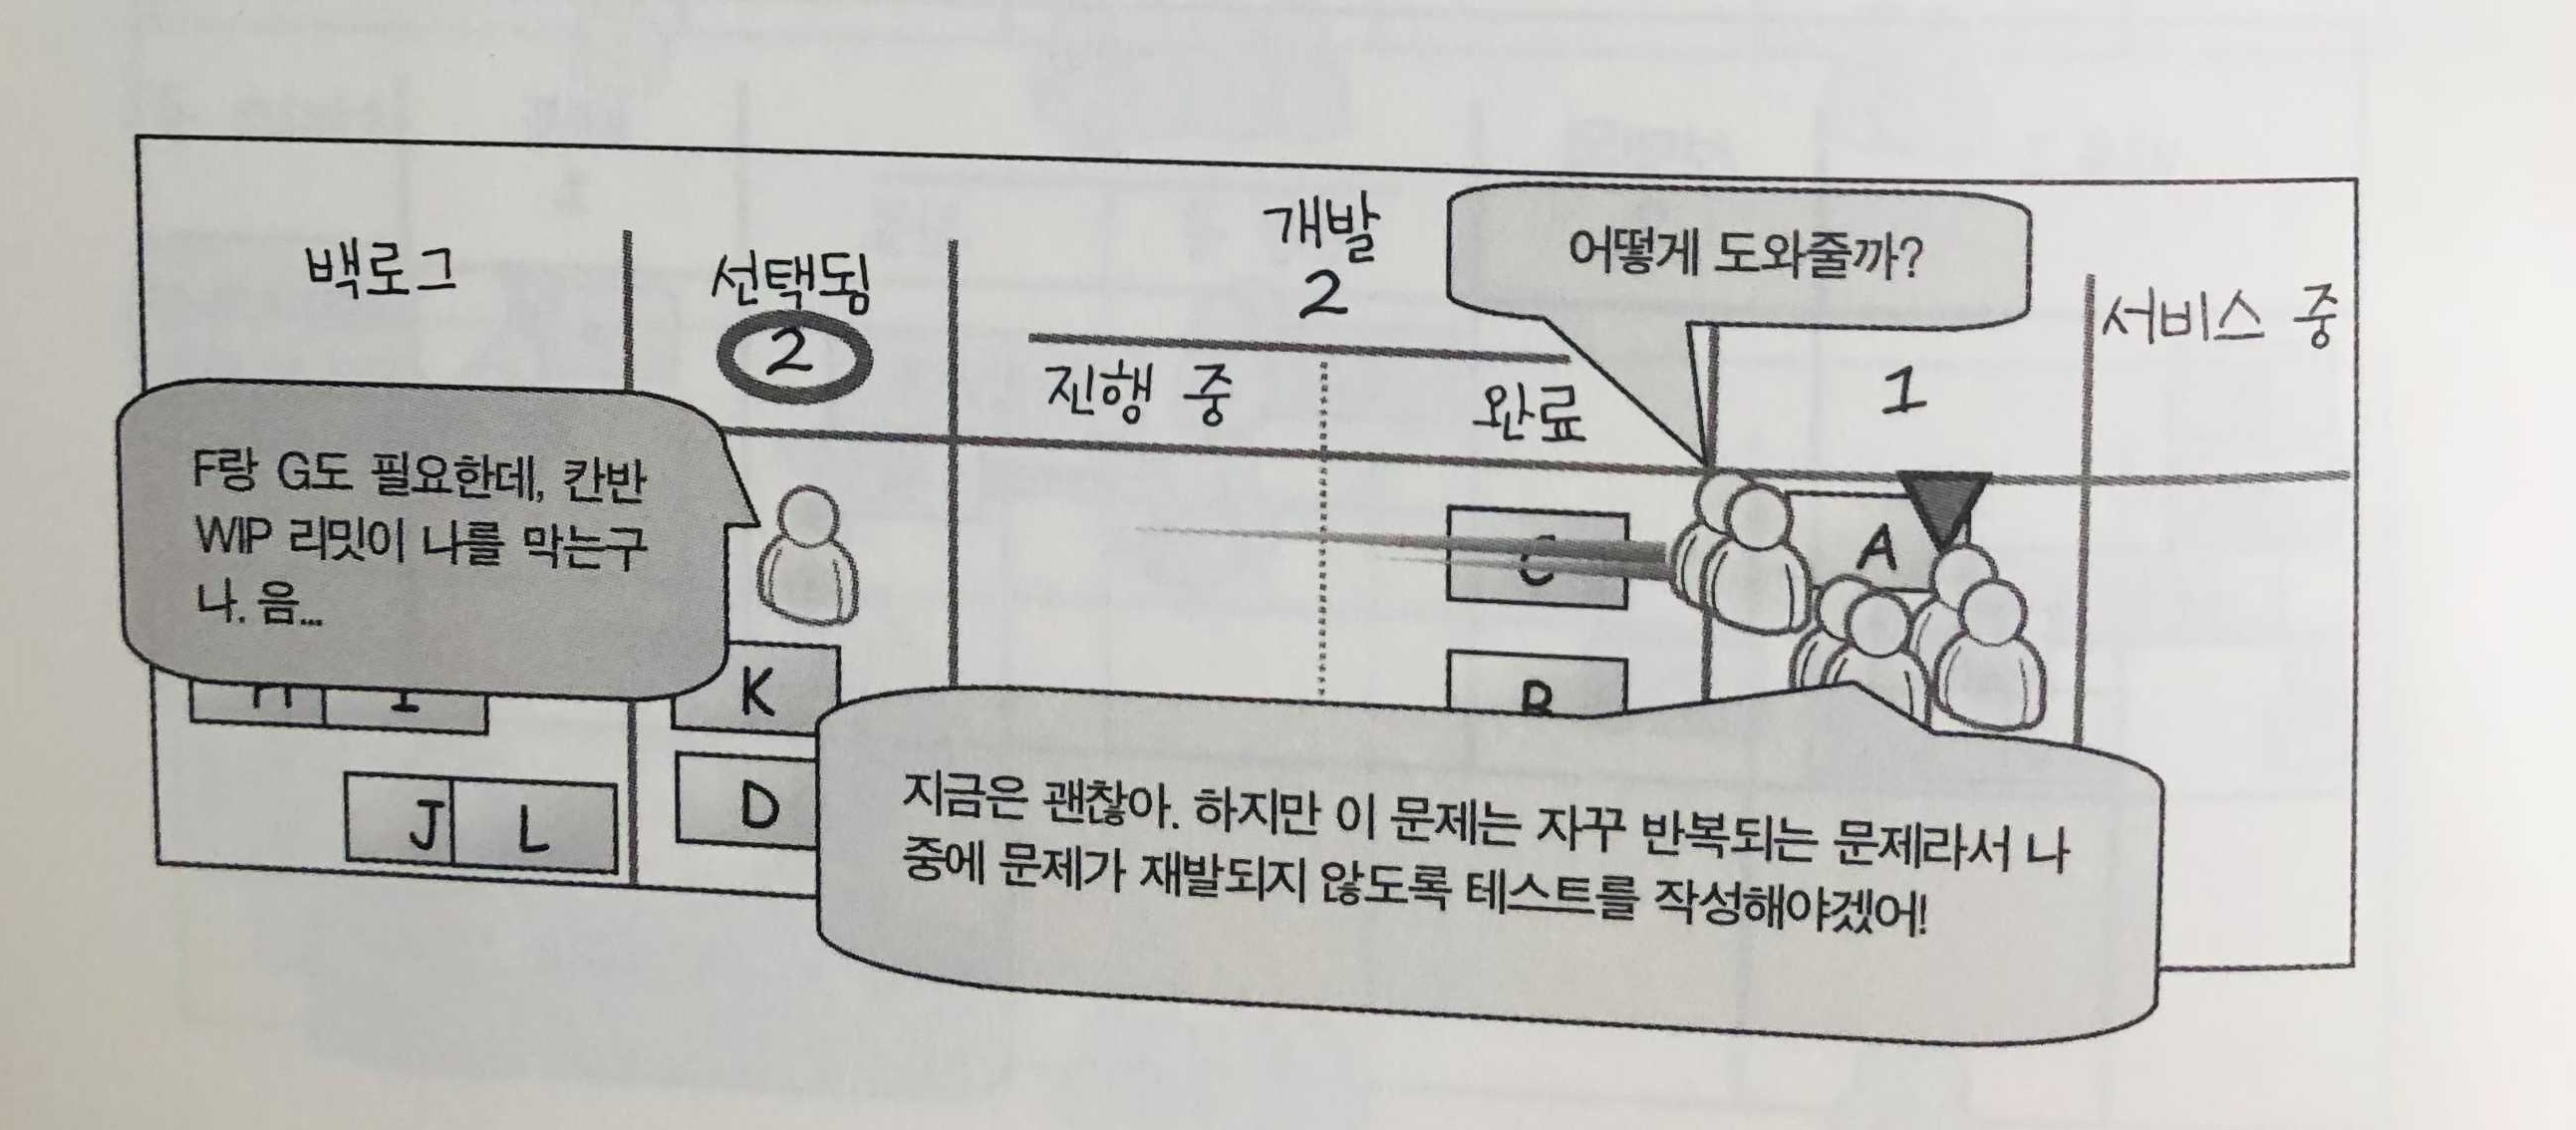 백로그
선택됨
2
개발
2
진행 중
완료
어떻게 도와줄까?
1
서비스 중
F랑 G도 필요한데, 칸반
WIP 리밋이 나를 막는구
나. 음...
C
A
K
B
I
D
J L
지금은 괜찮아. 하지만 이 문제는 자꾸 반복되는 문제라서 나
중에 문제가 재발되지 않도록 테스트를 작성해야겠어!